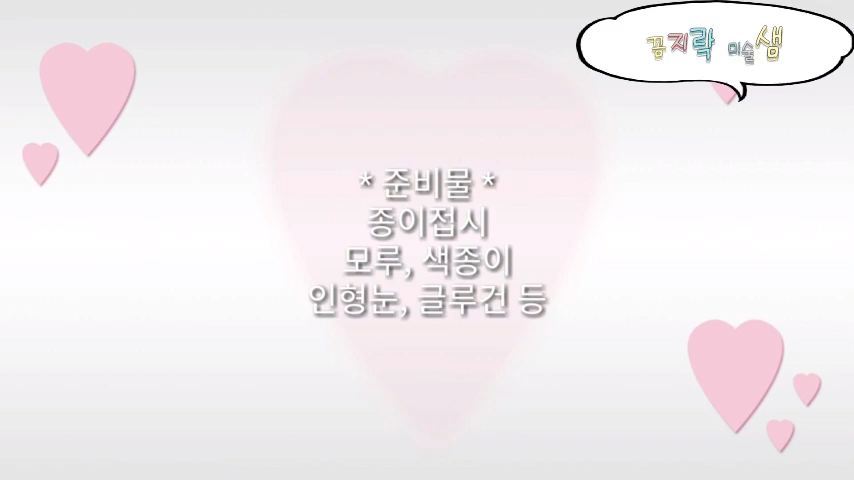 꼼지락 미술샘
* 준비물 *
종이접시
모루, 색종이
인형눈, 글루건 등